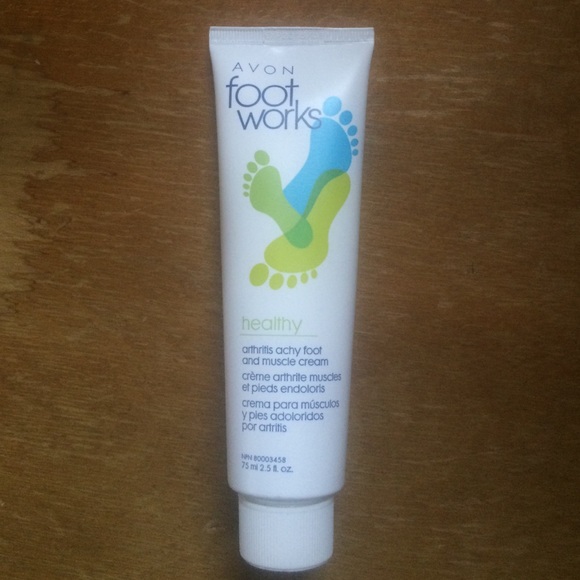 AVON
foot
works
healthy
arthritis achy foot
and muscle cream
crème arthrite muscles
et pieds endoloris
crema para músculos
y pies adoloridos
por artritis
NPN 80003458
75 ml 2.5 fl. oz.